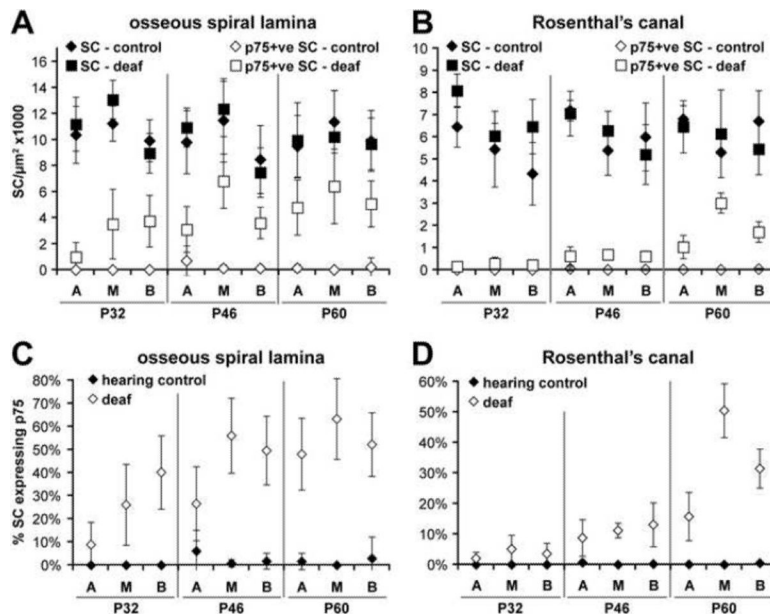 A osseous spiral lamina
SC - control p75+ve SC - control
SC - deaf p75+ve SC - deaf
SC/µm² x1000
16
14
12
10
8
6
4
2
0
A M B A M B A M B
P32 P46 P60
B Rosenthal's canal
SC - control p75+ve SC - control
SC - deaf p75+ve SC - deaf
9
8
7
6
5
4
3
2
1
0
A M B A M B A M B
P32 P46 P60
C osseous spiral lamina
hearing control
deaf
% SC expressing p75
80%
70%
60%
50%
40%
30%
20%
10%
0%
A M B A M B A M B
P32 P46 P60
D Rosenthal's canal
hearing control
deaf
60%
50%
40%
30%
20%
10%
0%
A M B A M B A M B
P32 P46 P60